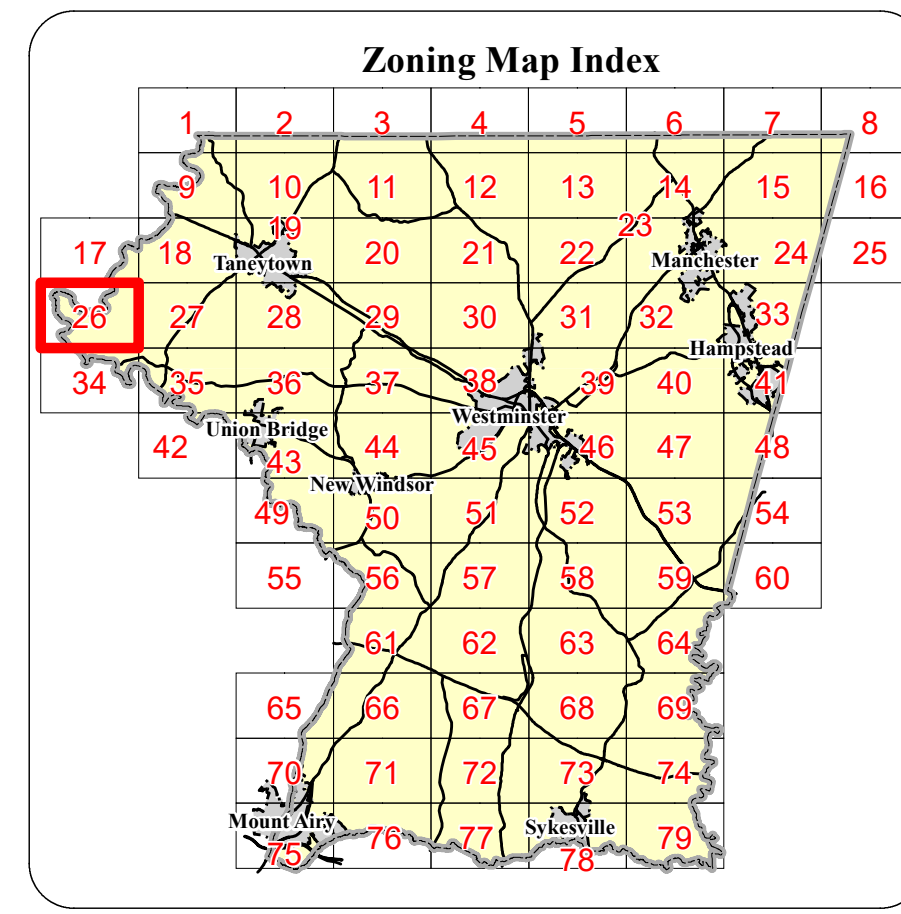 Zoning Map Index
1 2 3 4 5 6 7 8
9 10 11 12 13 14 15 16
17 18 19 20 21 22 23 24 25
Taneytown
Manchester
26 27 28 29 30 31 32 33
Hampstead
34 35 36 37 38 39 40 41
Westminster
Union Bridge
42 43 44 45 46 47 48
New Windsor
49 50 51 52 53 54
55 56 57 58 59 60
61 62 63 64
65 66 67 68 69
70 71 72 73 74
Mount Airy
Sykesville
75 76 77 78 79